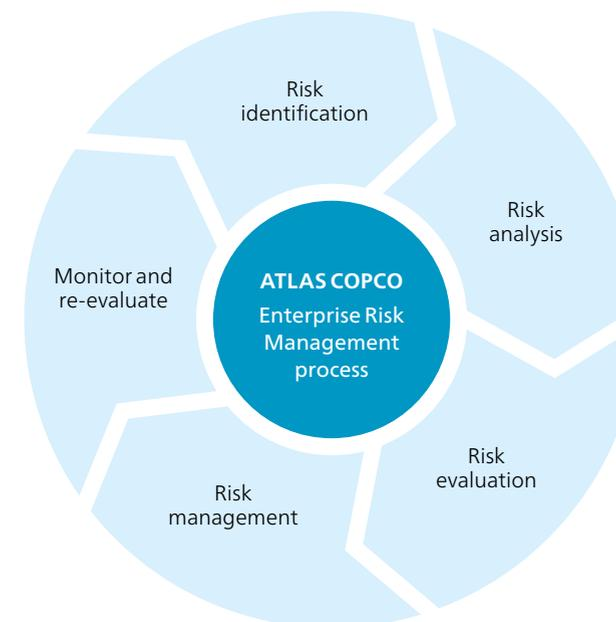 Risk
identification
Risk
analysis
Risk
evaluation
Risk
management
Monitor and
re-evaluate
ATLAS COPCO
Enterprise Risk
Management
process